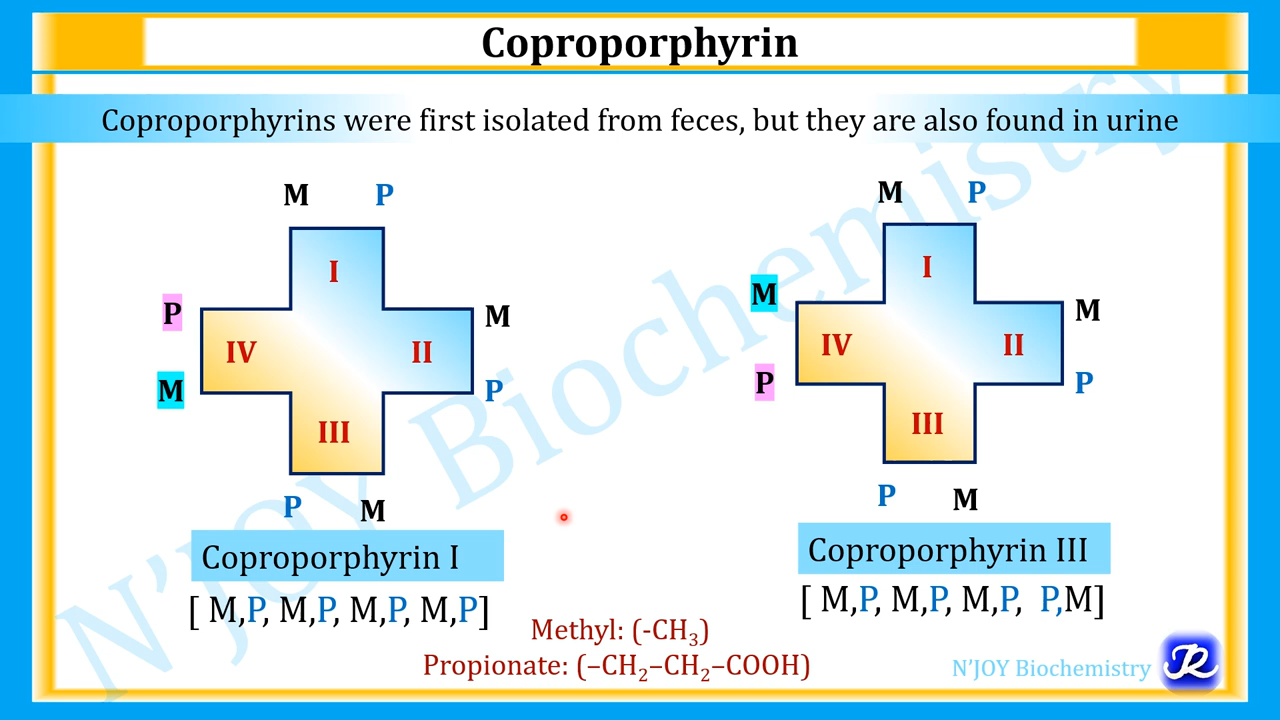 Coproporphyrin
Coproporphyrins were first isolated from feces, but they are also found in urine
M P
I
P
M
IV
II
M
P
III
P M
Coproporphyrin I
[ M,P, M,P, M,P, M,P]
M P
I
M
M
IV
II
P
P
III
P M
Coproporphyrin III
[ M,P, M,P, M,P, P,M]
Methyl: (-CH₃)
Propionate: (–CH₂–CH₂–COOH)
N'JOY Biochemistry
N'JOY Biochemistry